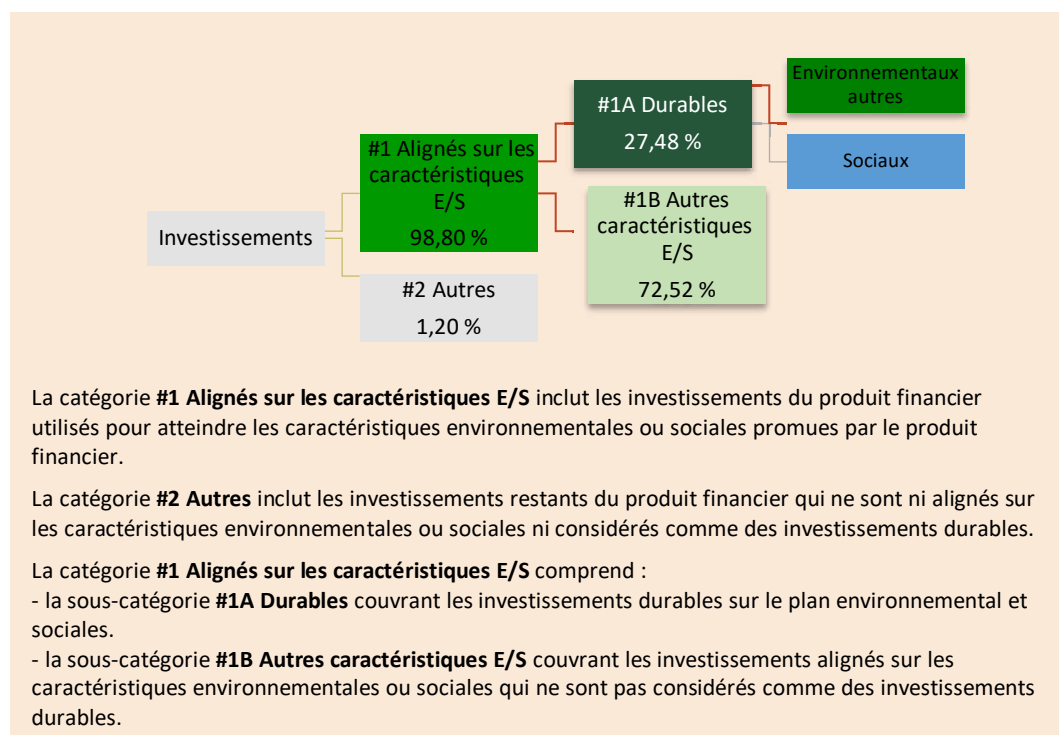 Investissements
#1 Alignés sur les
caractéristiques
E/S
98,80 %
#2 Autres
1,20 %
#1A Durables
27,48 %
#1B Autres
caractéristiques
E/S
72,52 %
Environnementaux
autres
Sociaux
La catégorie #1 Alignés sur les caractéristiques E/S inclut les investissements du produit financier
utilisés pour atteindre les caractéristiques environnementales ou sociales promues par le produit
financier.
La catégorie #2 Autres inclut les investissements restants du produit financier qui ne sont ni alignés sur
les caractéristiques environnementales ou sociales ni considérés comme des investissements durables.
La catégorie #1 Alignés sur les caractéristiques E/S comprend :
- la sous-catégorie #1A Durables couvrant les investissements durables sur le plan environnemental et
sociales.
- la sous-catégorie #1B Autres caractéristiques E/S couvrant les investissements alignés sur les
caractéristiques environnementales ou sociales qui ne sont pas considérés comme des investissements
durables.